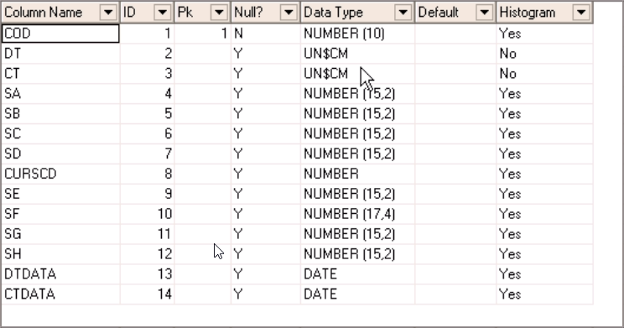 Column Name ID Pk Null? Data Type Default Histogram
COD 1 1 N NUMBER (10) Yes
DT 2 Y UN$CM No
CT 3 Y UN$CM No
SA 4 Y NUMBER (15,2) Yes
SB 5 Y NUMBER (15,2) Yes
SC 6 Y NUMBER (15,2) Yes
SD 7 Y NUMBER (15,2) Yes
CURSCD 8 Y NUMBER Yes
SE 9 Y NUMBER (15,2) Yes
SF 10 Y NUMBER (17,4) Yes
SG 11 Y NUMBER (15,2) Yes
SH 12 Y NUMBER (15,2) Yes
DTDATA 13 Y DATE Yes
CTDATA 14 Y DATE Yes